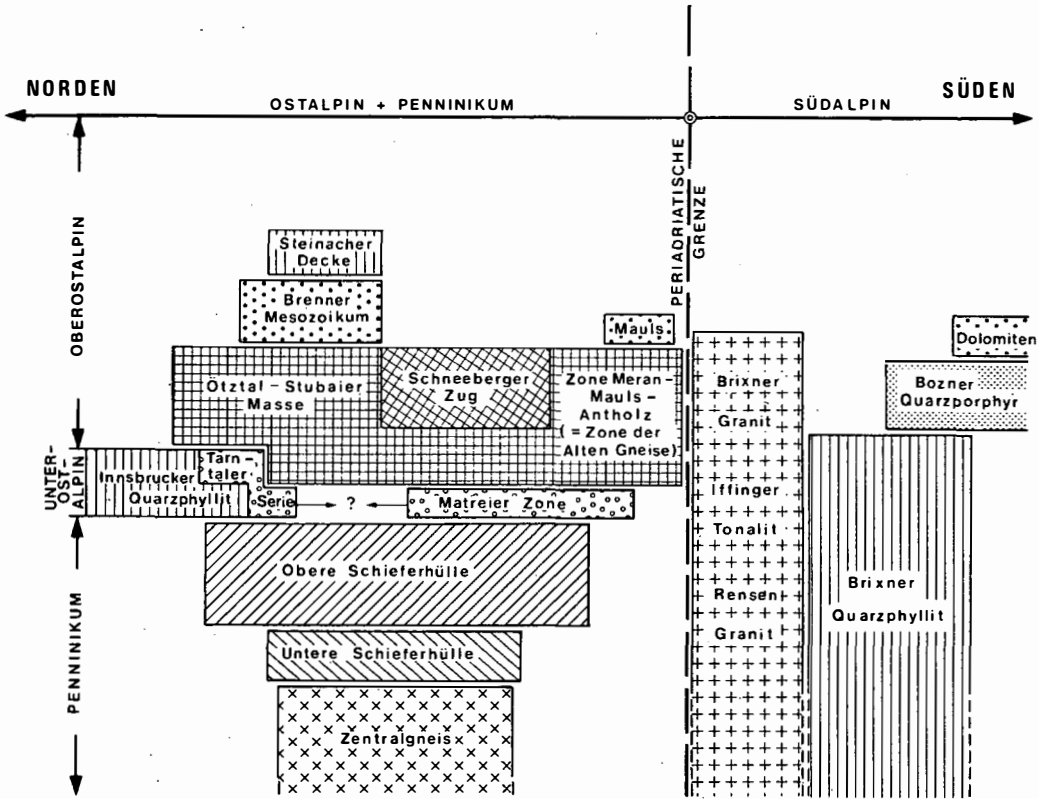 NORDEN
SÜDEN
OSTALPIN + PENNINIKUM
SÜDALPIN
PERIADRIATISCHE
GRENZE
OBEROSTALPIN
UNTER-
OST-
ALPIN
PENNINIKUM
Steinacher
Decke
Brenner
Mesozoikum
Mauls
Dolomiten
Ötztal – Stubaier
Masse
Schneeberger
Zug
Zone Meran –
Mauls –
Antholz
( = Zone der
Alten Gneise)
Brixner
Granit
Iffinger
Tonalit
Rensen
Granit
Bozner
Quarzporphyr
Tarn –
taler
Serie
Innsbrucker
Quarzphyllit
?
Matreier Zone
Obere Schieferhülle
Untere Schieferhülle
Zentralgneis
Brixner
Quarzphyllit